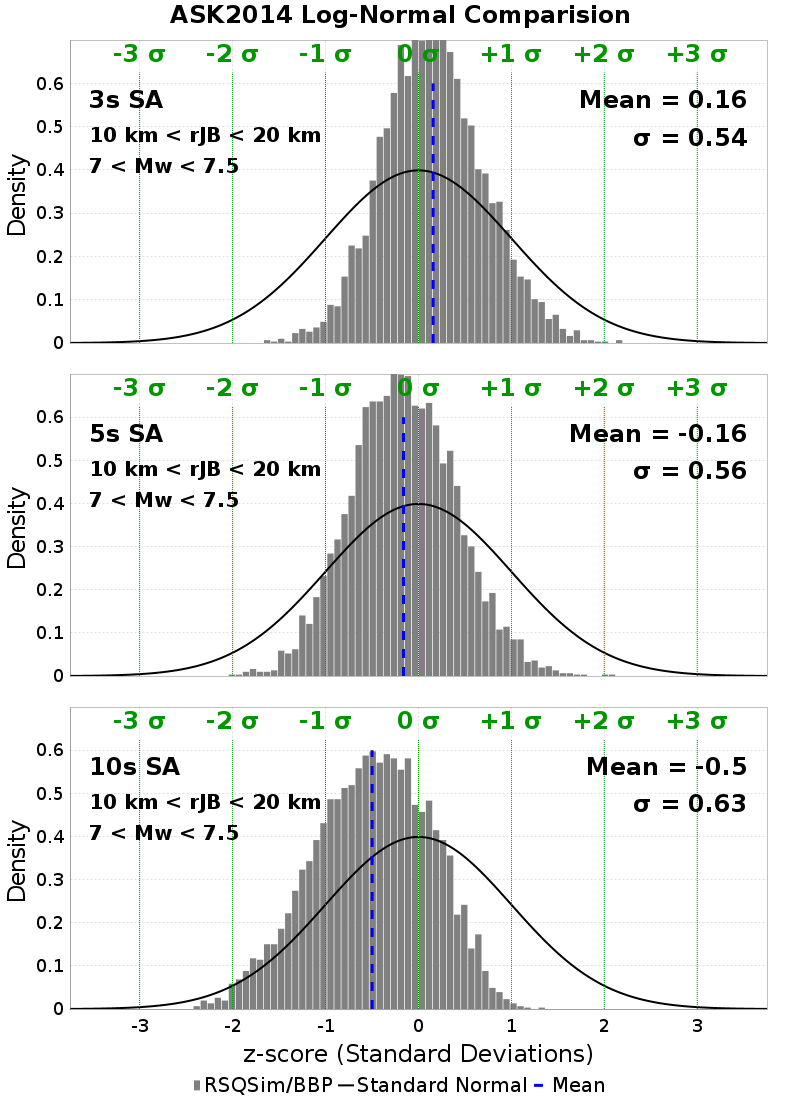 ASK2014 Log-Normal Comparision
-3 σ -2 σ -1 σ 0 σ +1 σ +2 σ +3 σ
3s SA
10 km < rJB < 20 km
7 < Mw < 7.5
Mean = 0.16
σ = 0.54
Density
0.6
0.5
0.4
0.3
0.2
0.1
0
-3 σ -2 σ -1 σ 0 σ +1 σ +2 σ +3 σ
5s SA
10 km < rJB < 20 km
7 < Mw < 7.5
Mean = -0.16
σ = 0.56
Density
0.6
0.5
0.4
0.3
0.2
0.1
0
-3 σ -2 σ -1 σ 0 σ +1 σ +2 σ +3 σ
10s SA
10 km < rJB < 20 km
7 < Mw < 7.5
Mean = -0.5
σ = 0.63
Density
0.6
0.5
0.4
0.3
0.2
0.1
0
-3 -2 -1 0 1 2 3
z-score (Standard Deviations)
RSQSim/BBP Standard Normal Mean